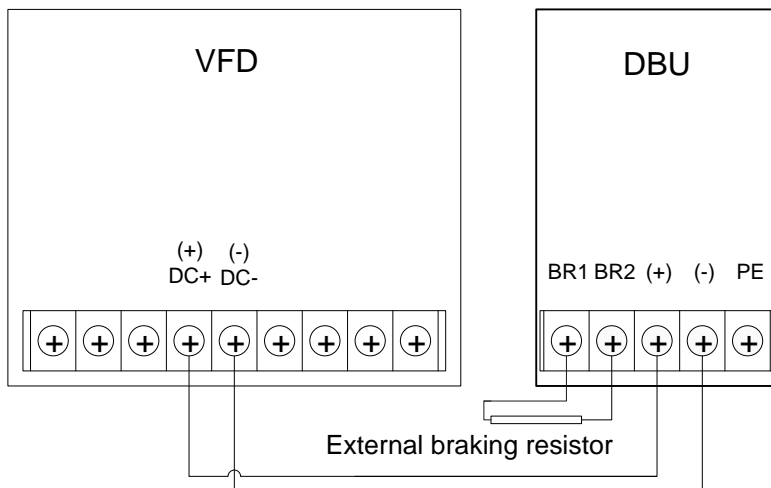 VFD
DBU
(+) (-)
DC+ DC-
BR1 BR2 (+) (-) PE
External braking resistor